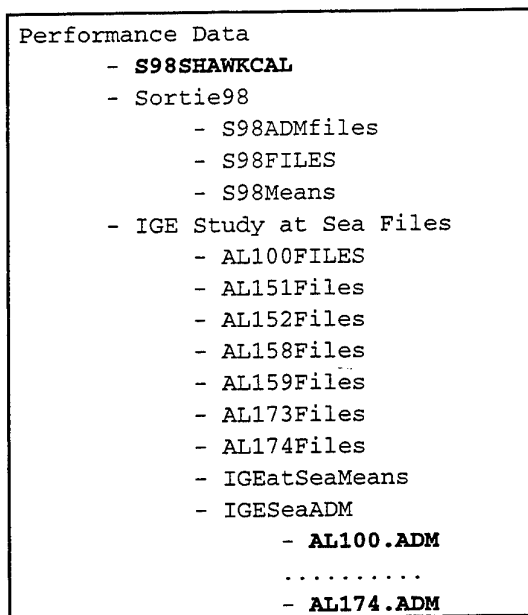 Performance Data
- S98SHAWKCAL
- Sortie98
- S98ADMfiles
- S98FILES
- S98Means
- IGE Study at Sea Files
- AL100FILES
- AL151Files
- AL152Files
- AL158Files
- AL159Files
- AL173Files
- AL174Files
- IGEatSeaMeans
- IGESeaADM
- AL100.ADM
..........
- AL174.ADM